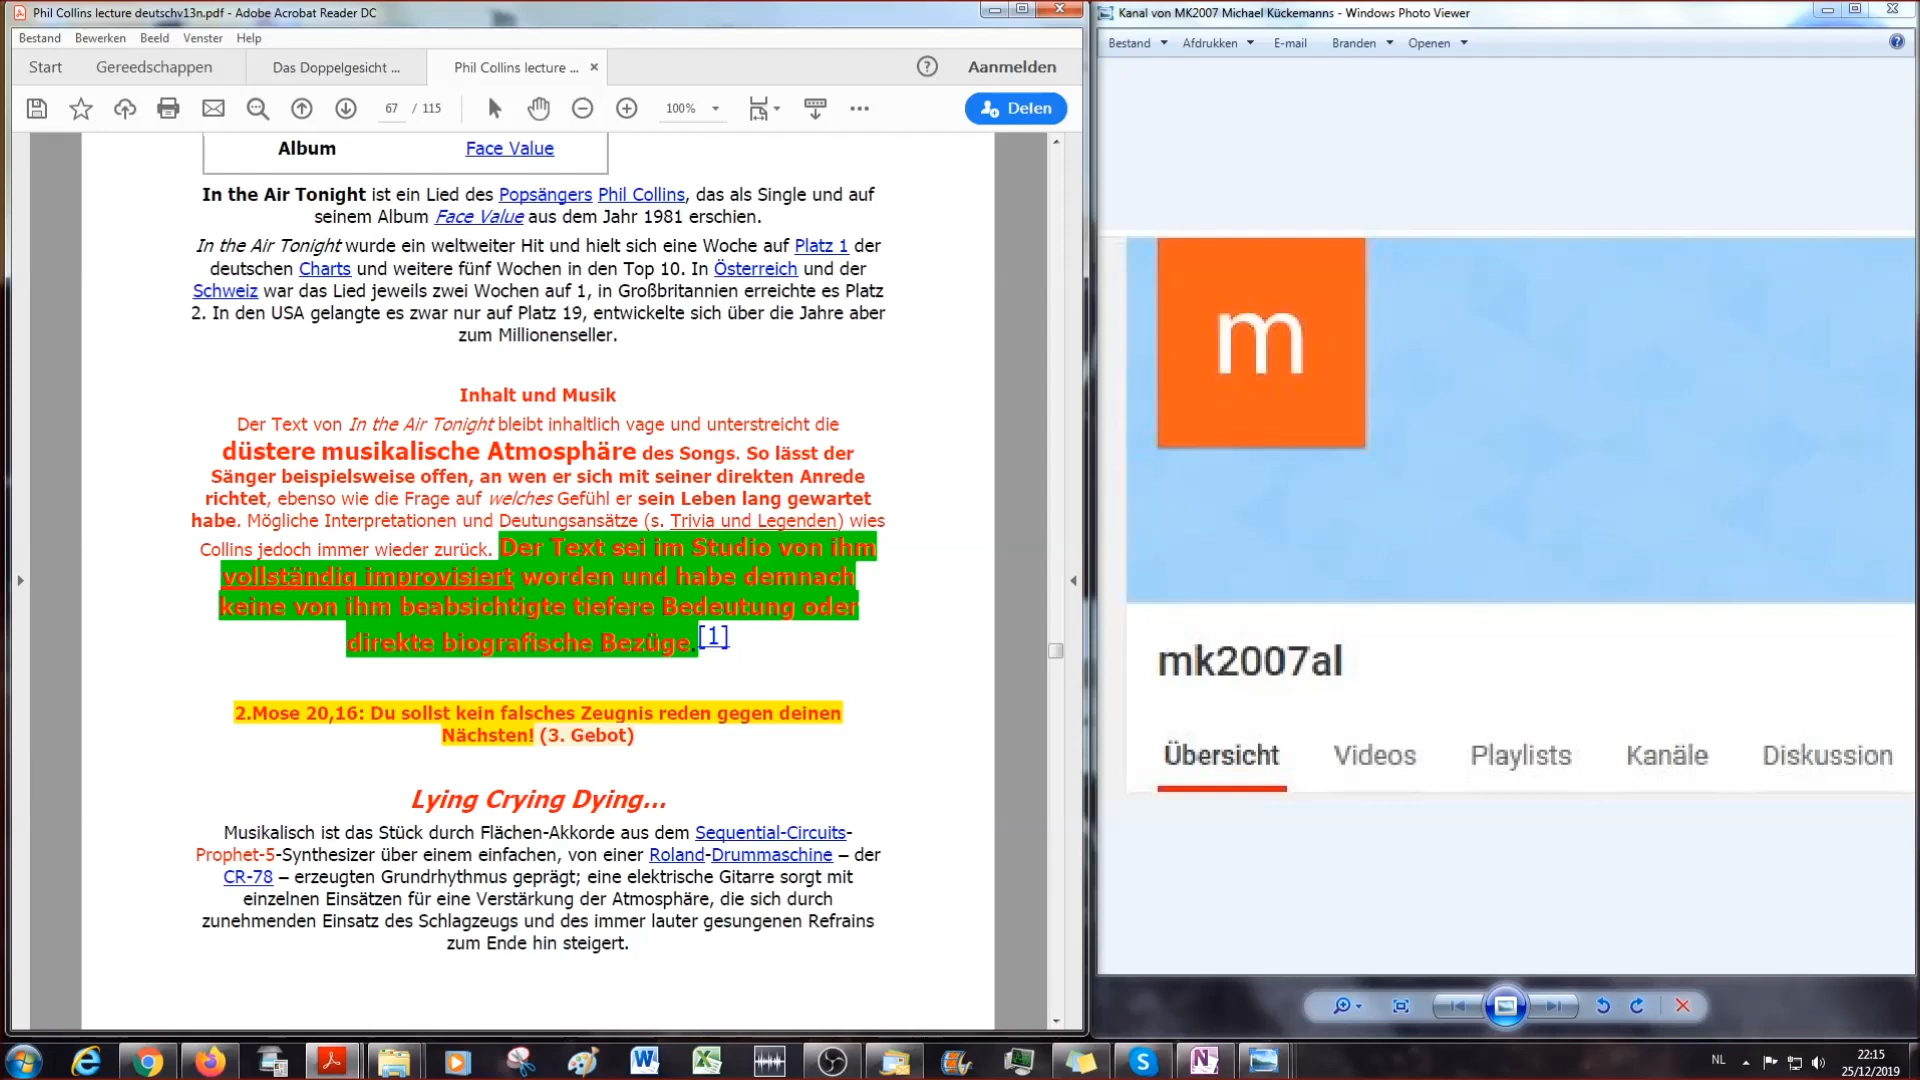 Phil Collins lecture deutschv13n.pdf - Adobe Acrobat Reader DC
Bestand Bewerken Beeld Venster Help
Start Gereedschappen Das Doppelgesicht ... Phil Collins lecture ... × Aanmelden
67 / 115 100% Delen
Album Face Value
In the Air Tonight ist ein Lied des Popsängers Phil Collins, das als Single und auf
seinem Album Face Value aus dem Jahr 1981 erschien.
In the Air Tonight wurde ein weltweiter Hit und hielt sich eine Woche auf Platz 1 der
deutschen Charts und weitere fünf Wochen in den Top 10. In Österreich und der
Schweiz war das Lied jeweils zwei Wochen auf 1, in Großbritannien erreichte es Platz
2. In den USA gelangte es zwar nur auf Platz 19, entwickelte sich über die Jahre aber
zum Millionenseller.
Inhalt und Musik
Der Text von In the Air Tonight bleibt inhaltlich vage und unterstreicht die
düstere musikalische Atmosphäre des Songs. So lässt der
Sänger beispielsweise offen, an wen er sich mit seiner direkten Anrede
richtet, ebenso wie die Frage auf welches Gefühl er sein Leben lang gewartet
habe. Mögliche Interpretationen und Deutungsansätze (s. Trivia und Legenden) wies
Collins jedoch immer wieder zurück. Der Text sei im Studio von ihm
vollständig improvisiert worden und habe demnach
keine von ihm beabsichtigte tiefere Bedeutung oder
direkte biografische Bezüge.[1]
2.Mose 20,16: Du sollst kein falsches Zeugnis reden gegen deinen
Nächsten! (3. Gebot)
Lying Crying Dying...
Musikalisch ist das Stück durch Flächen-Akkorde aus dem Sequential-Circuits-
Prophet-5-Synthesizer über einem einfachen, von einer Roland-Drummaschine – der
CR-78 – erzeugten Grundrhythmus geprägt; eine elektrische Gitarre sorgt mit
einzelnen Einsätzen für eine Verstärkung der Atmosphäre, die sich durch
zunehmenden Einsatz des Schlagzeugs und des immer lauter gesungenen Refrains
zum Ende hin steigert.
Kanal von MK2007 Michael Kückemanns - Windows Photo Viewer
Bestand Afdrukken E-mail Branden Openen
m
mk2007al
Übersicht Videos Playlists Kanäle Diskussion
NL 22:15
25/12/2019